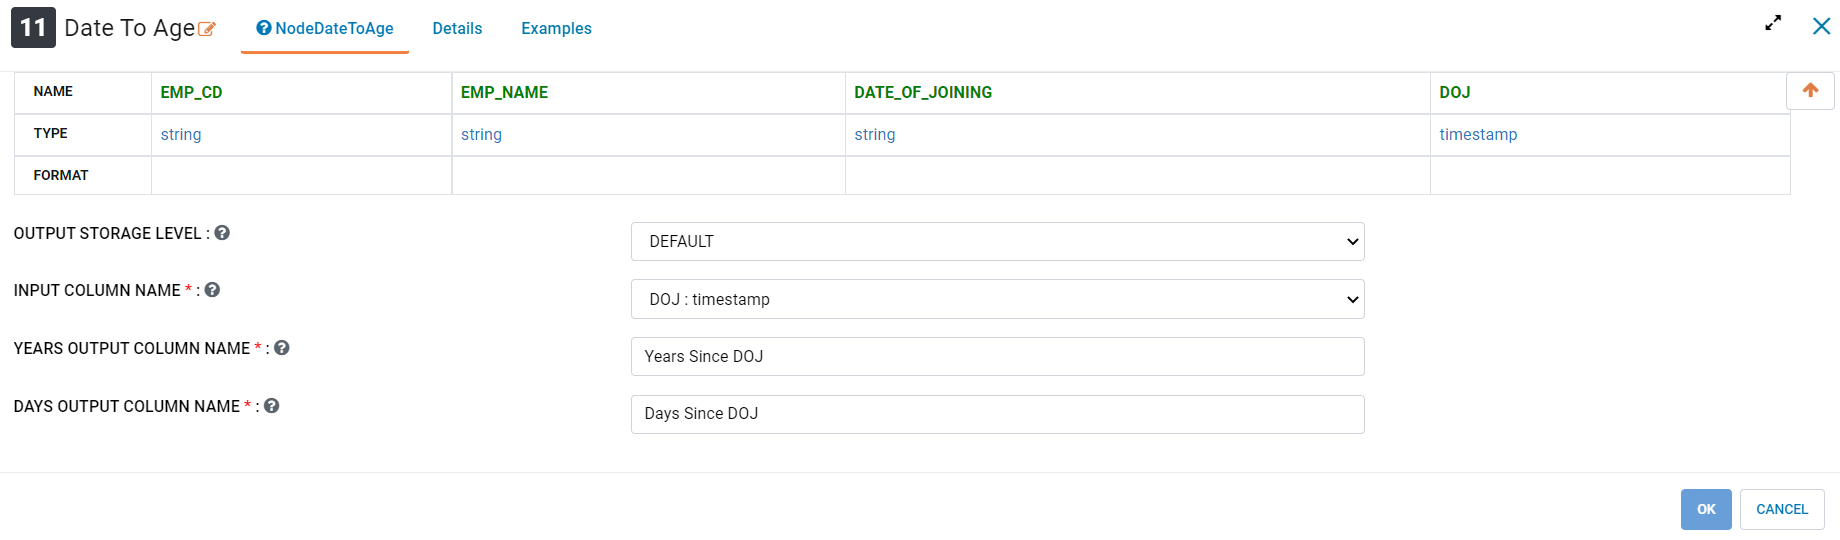 11 Date To Age NodeDateToAge Details Examples
NAME EMP_CD EMP_NAME DATE_OF_JOINING DOJ
TYPE string string string timestamp
FORMAT
OUTPUT STORAGE LEVEL : DEFAULT
INPUT COLUMN NAME * : DOJ : timestamp
YEARS OUTPUT COLUMN NAME * : Years Since DOJ
DAYS OUTPUT COLUMN NAME * : Days Since DOJ
OK CANCEL